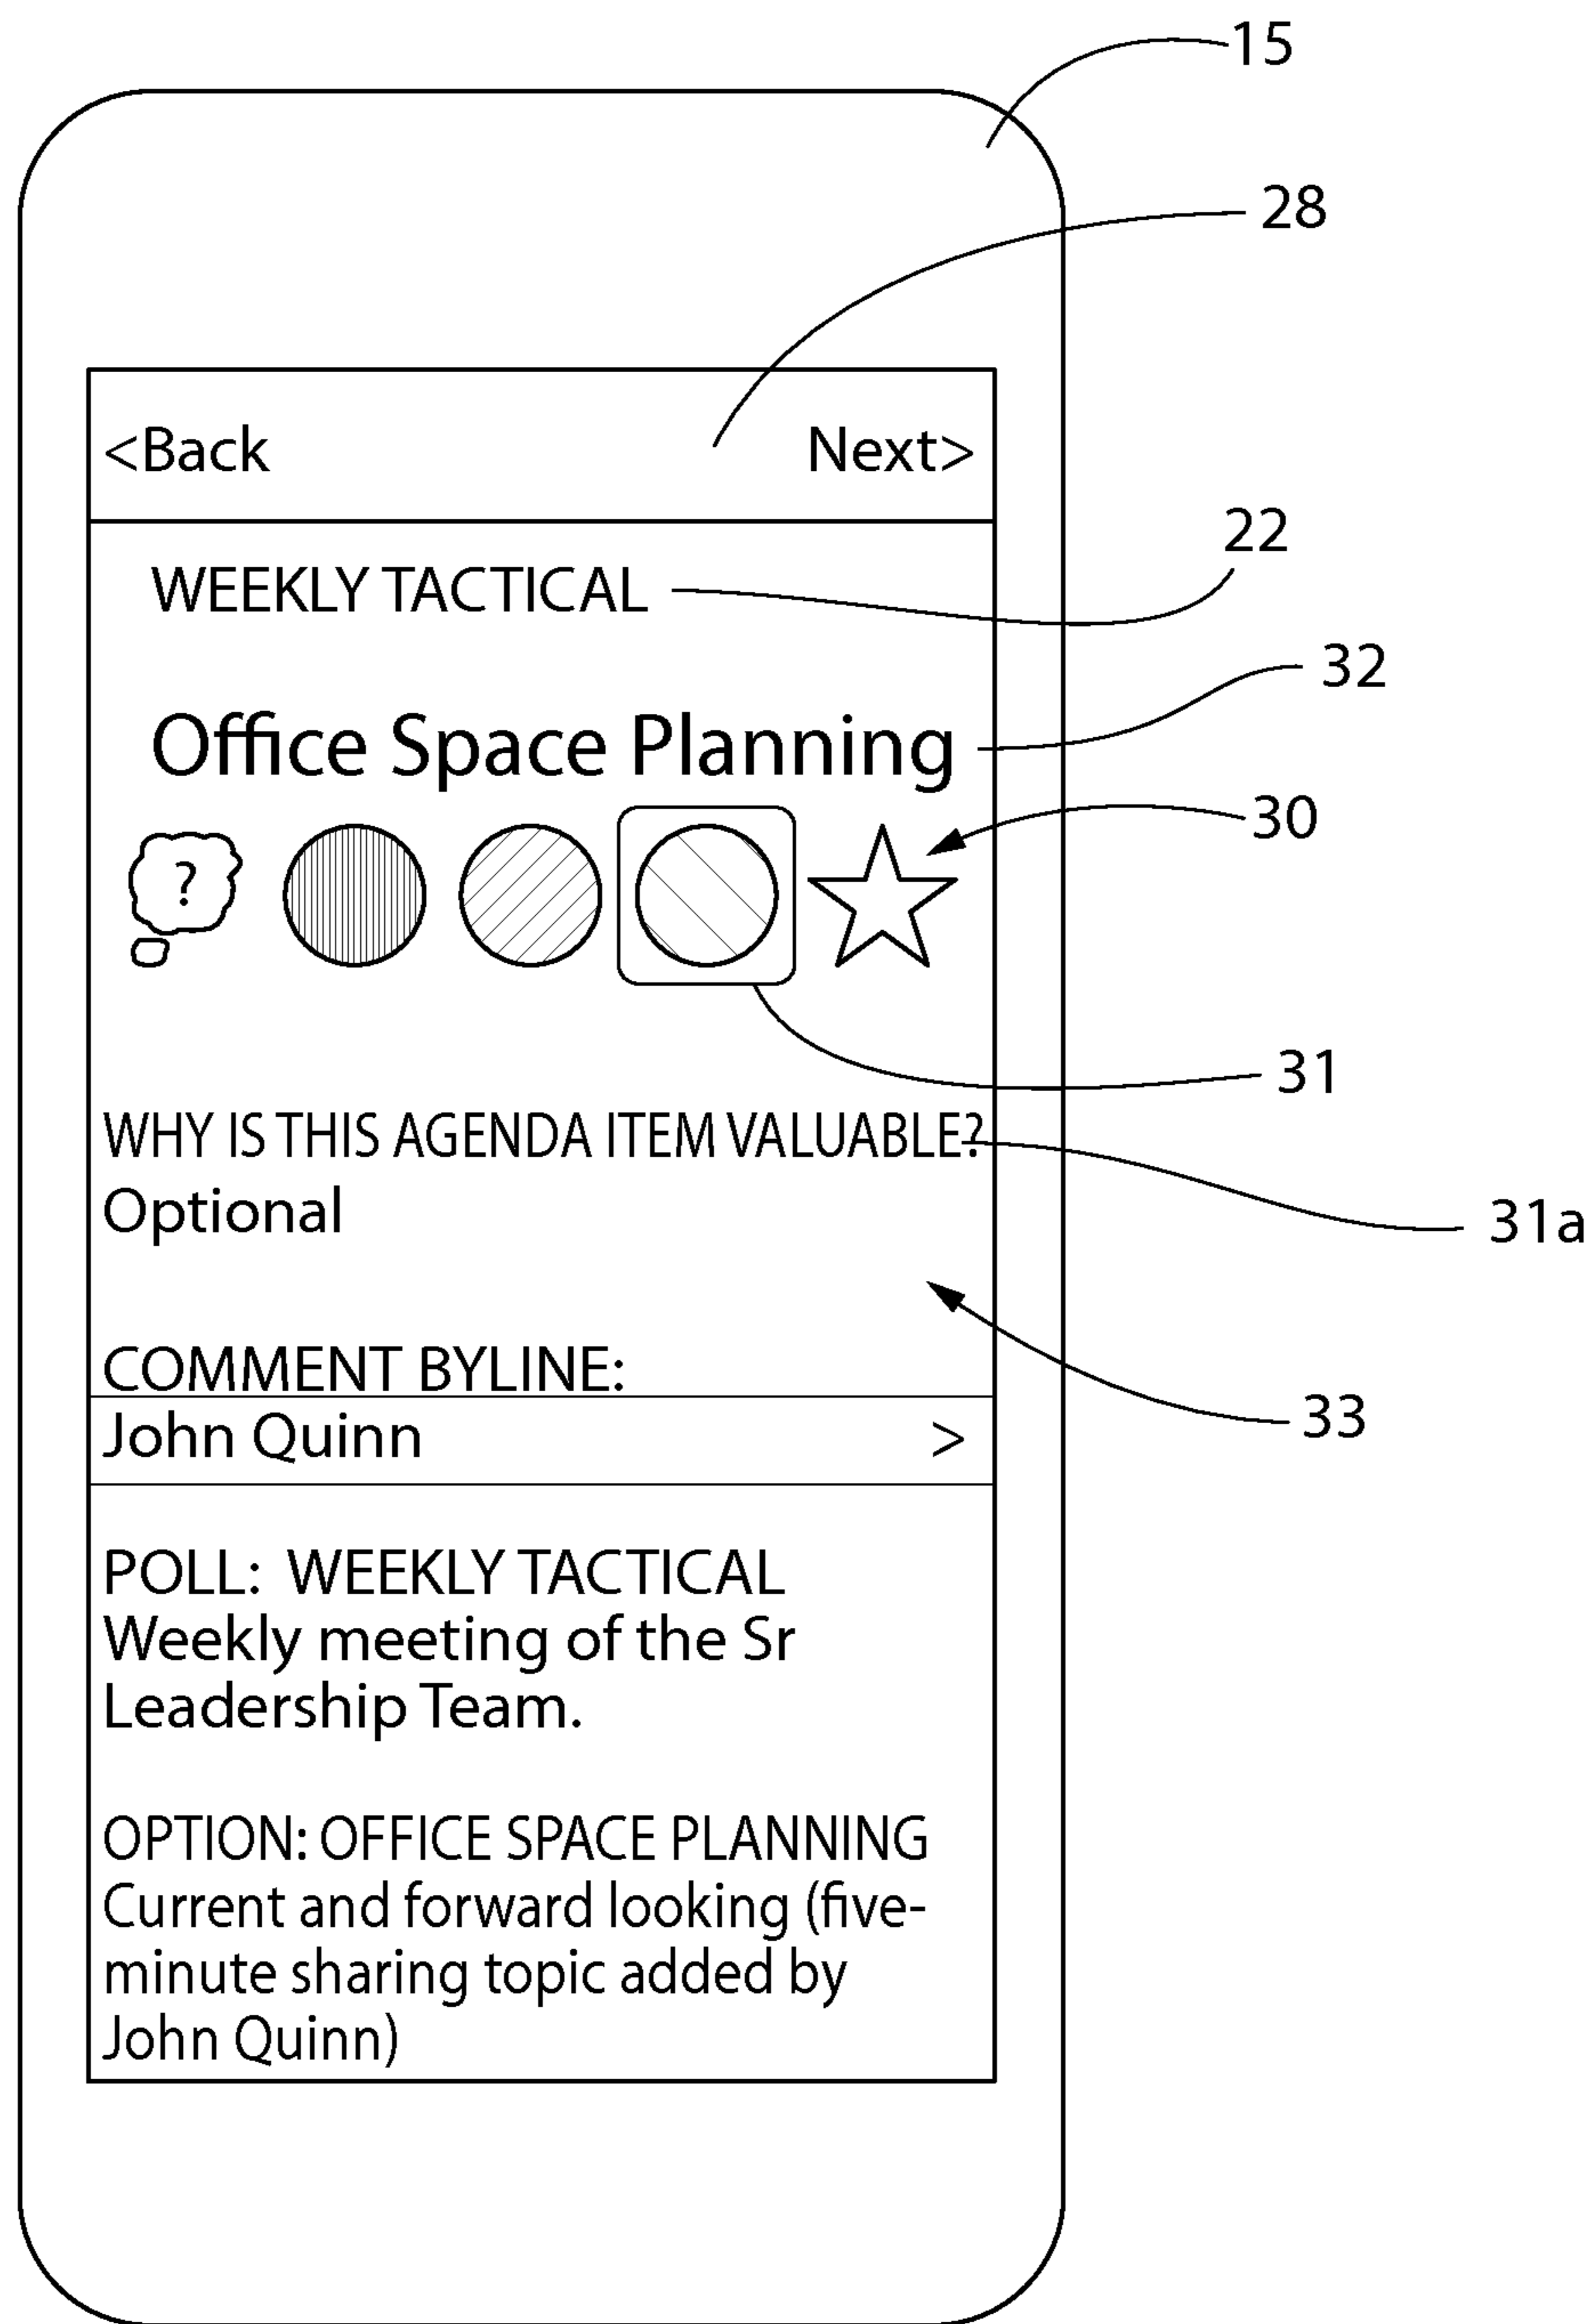 15
28
<Back Next>
22
WEEKLY TACTICAL
32
Office Space Planning
30
?
31
WHY IS THIS AGENDA ITEM VALUABLE?
Optional
31a
COMMENT BYLINE:
33
John Quinn >
POLL: WEEKLY TACTICAL
Weekly meeting of the Sr
Leadership Team.
OPTION: OFFICE SPACE PLANNING
Current and forward looking (five-
minute sharing topic added by
John Quinn)